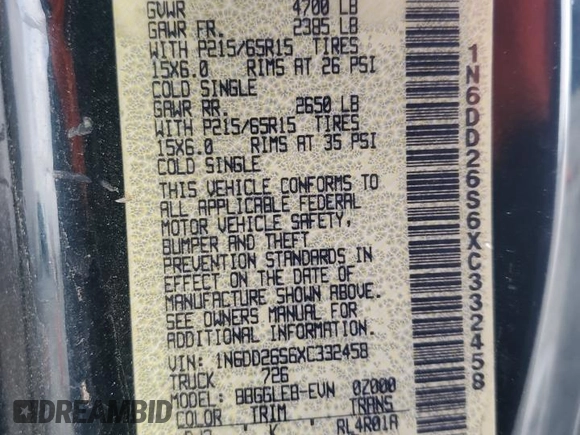 GVWR 4700 LB
GAWR FR. 2385 LB
WITH P215/65R15 TIRES
15X6.0 RIMS AT 26 PSI
COLD SINGLE
GAWR RR. 2650 LB
WITH P215/65R15 TIRES
15X6.0 RIMS AT 35 PSI
COLD SINGLE
THIS VEHICLE CONFORMS TO
ALL APPLICABLE FEDERAL
MOTOR VEHICLE SAFETY,
BUMPER AND THEFT
PREVENTION STANDARDS IN
EFFECT ON THE DATE OF
MANUFACTURE SHOWN ABOVE.
SEE OWNERS MANUAL FOR
ADDITIONAL INFORMATION
VIN: 1N6DD26S6XC332458
TRUCK 726
MODEL: BBG6LEB-EVN 0Z000
COLOR TRIM TRANS
K RL4R01A
1N6DD26S6XC332458
AutoBidCar